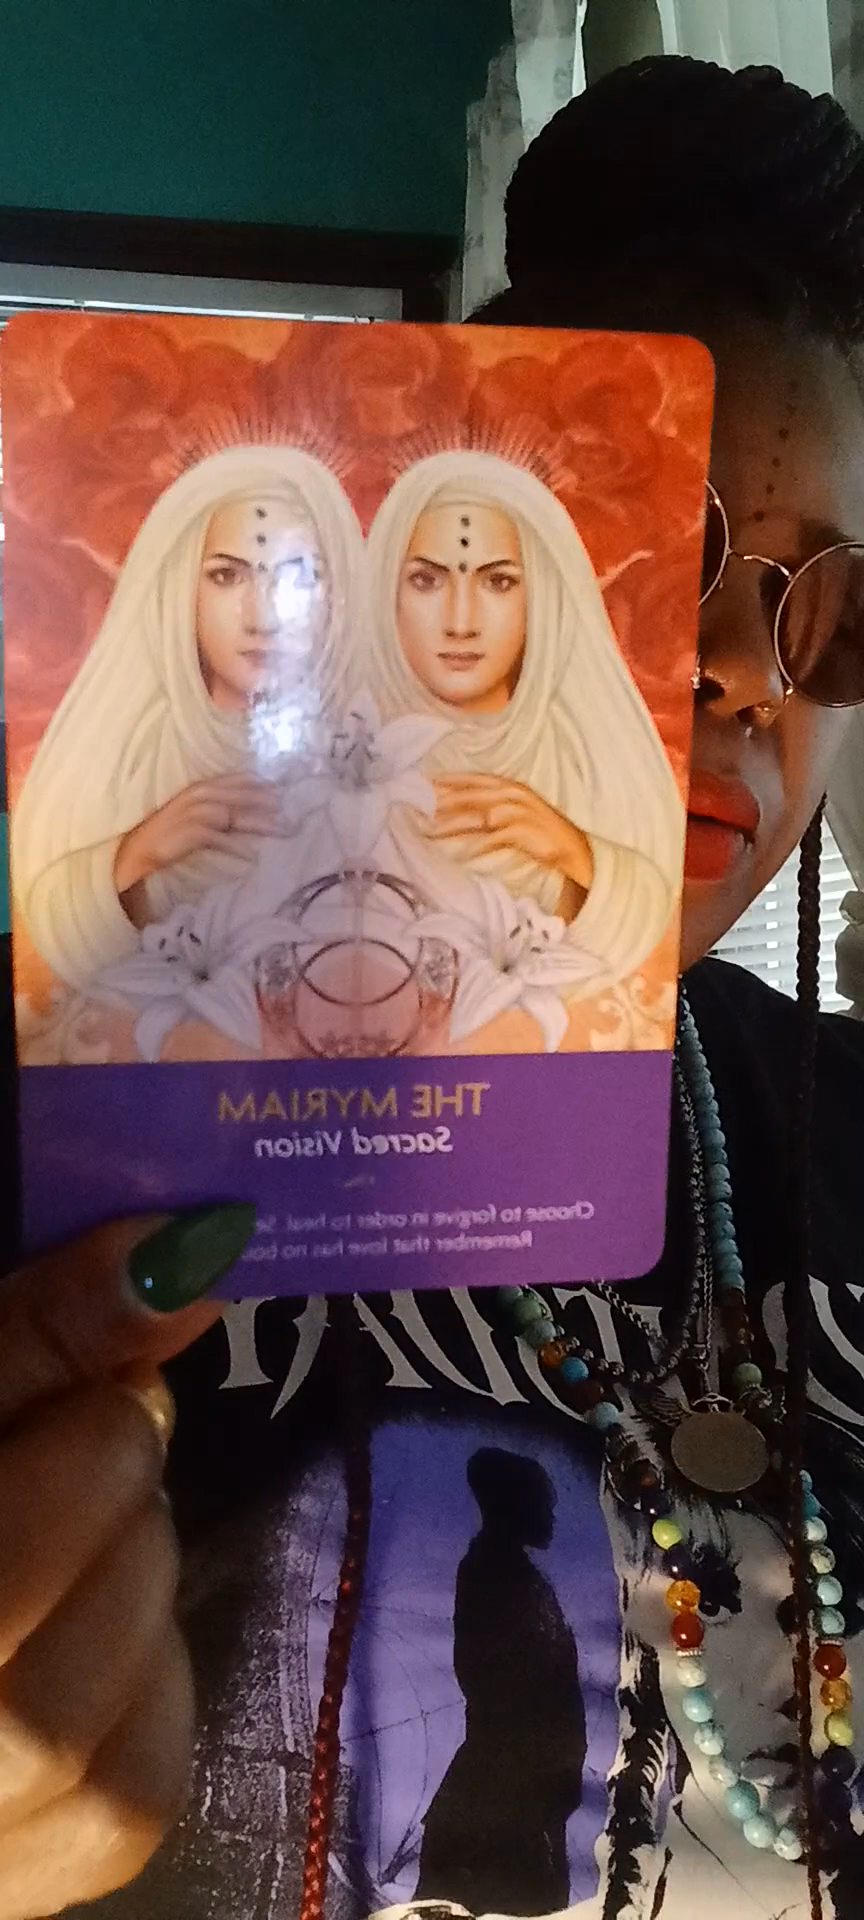 THE MYRIAM
Sacred Vision
Choose to forgive in order to heal.
Remember that love has no